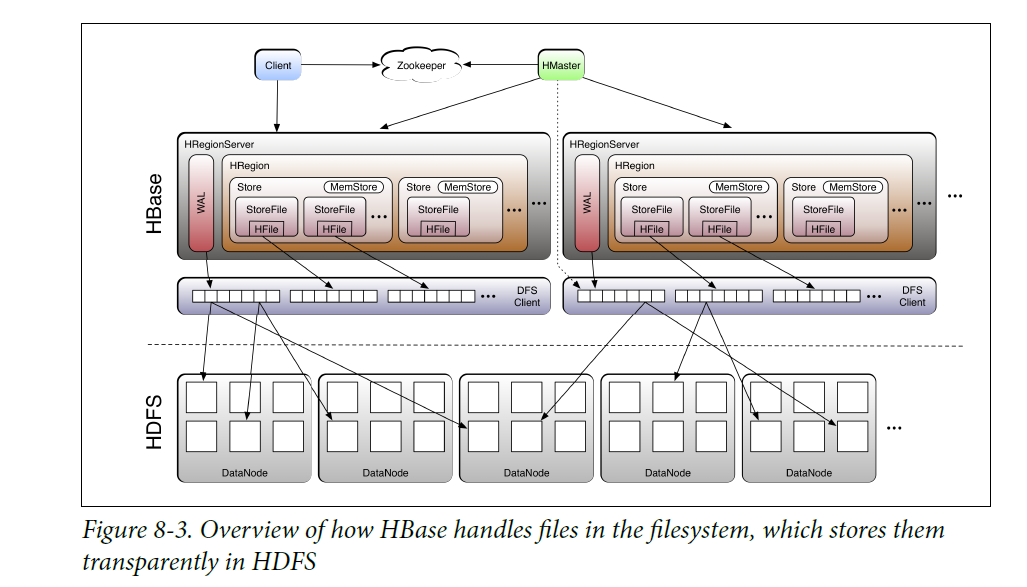 Client
Zookeeper
HMaster
HBase
HRegionServer
WAL
HRegion
Store
MemStore
StoreFile
HFile
StoreFile
HFile
...
Store
MemStore
StoreFile
HFile
...
...
HRegionServer
WAL
HRegion
Store
MemStore
StoreFile
HFile
StoreFile
HFile
...
Store
MemStore
StoreFile
HFile
...
...
...
...
DFS
Client
...
DFS
Client
HDFS
DataNode
DataNode
DataNode
DataNode
DataNode
...
Figure 8-3. Overview of how HBase handles files in the filesystem, which stores them
transparently in HDFS